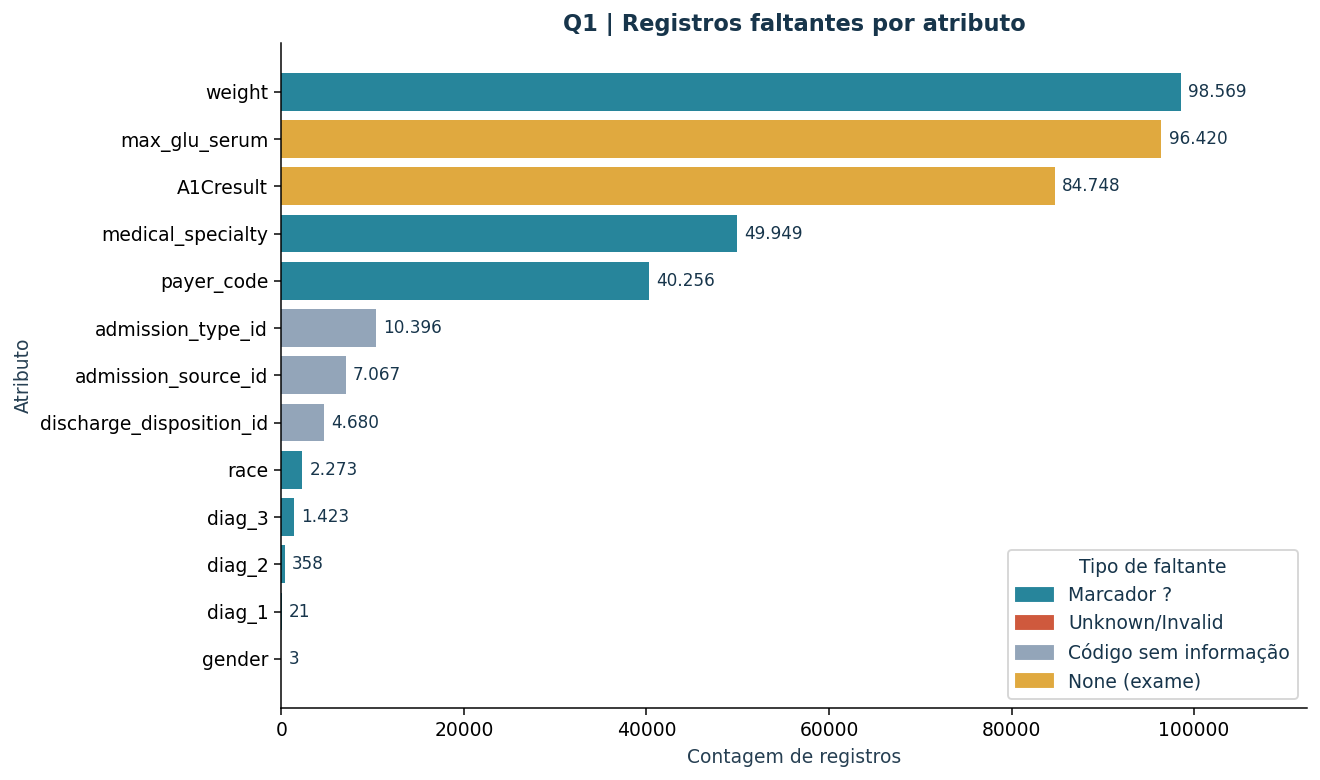 Q1 | Registros faltantes por atributo
weight 98.569
max_glu_serum 96.420
A1Cresult 84.748
medical_specialty 49.949
payer_code 40.256
admission_type_id 10.396
admission_source_id 7.067
discharge_disposition_id 4.680
race 2.273
diag_3 1.423
diag_2 358
diag_1 21
gender 3
Atributo
Tipo de faltante
Marcador ?
Unknown/Invalid
Código sem informação
None (exame)
0 20000 40000 60000 80000 100000
Contagem de registros